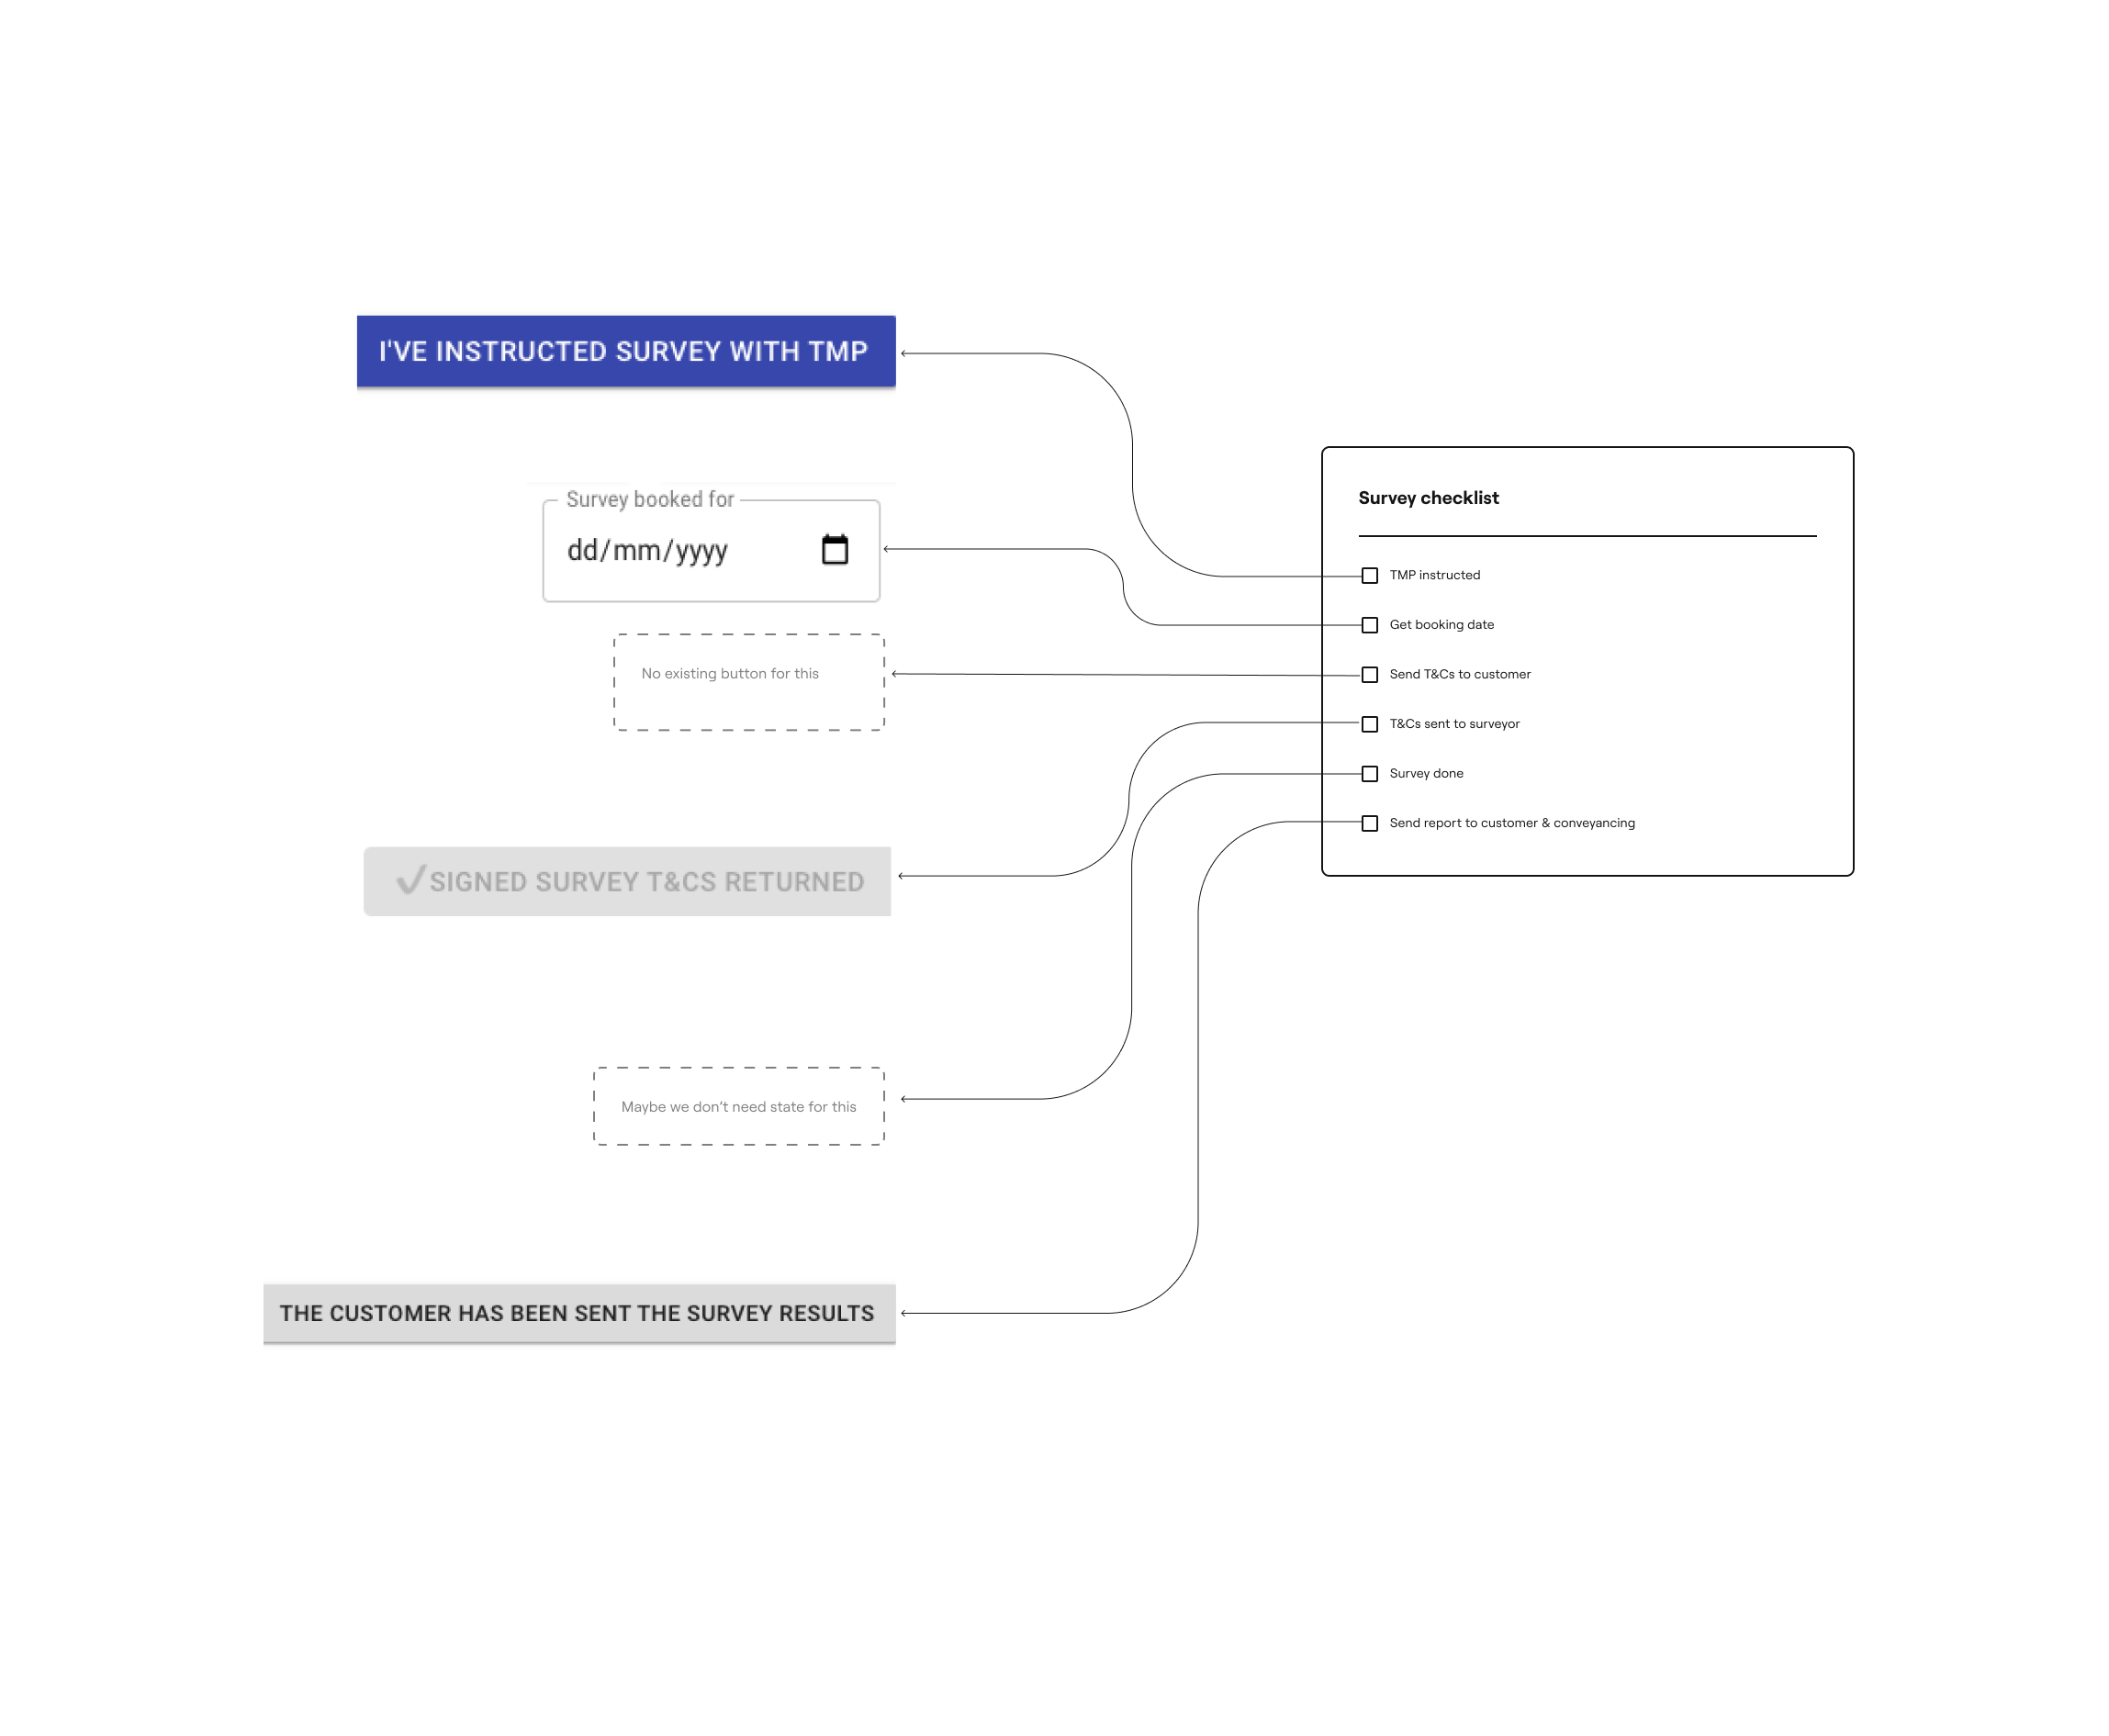 I'VE INSTRUCTED SURVEY WITH TMP
Survey booked for
dd/mm/yyyy
No existing button for this
✓SIGNED SURVEY T&CS RETURNED
Maybe we don’t need state for this
THE CUSTOMER HAS BEEN SENT THE SURVEY RESULTS
Survey checklist
TMP instructed
Get booking date
Send T&Cs to customer
T&Cs sent to surveyor
Survey done
Send report to customer & conveyancing